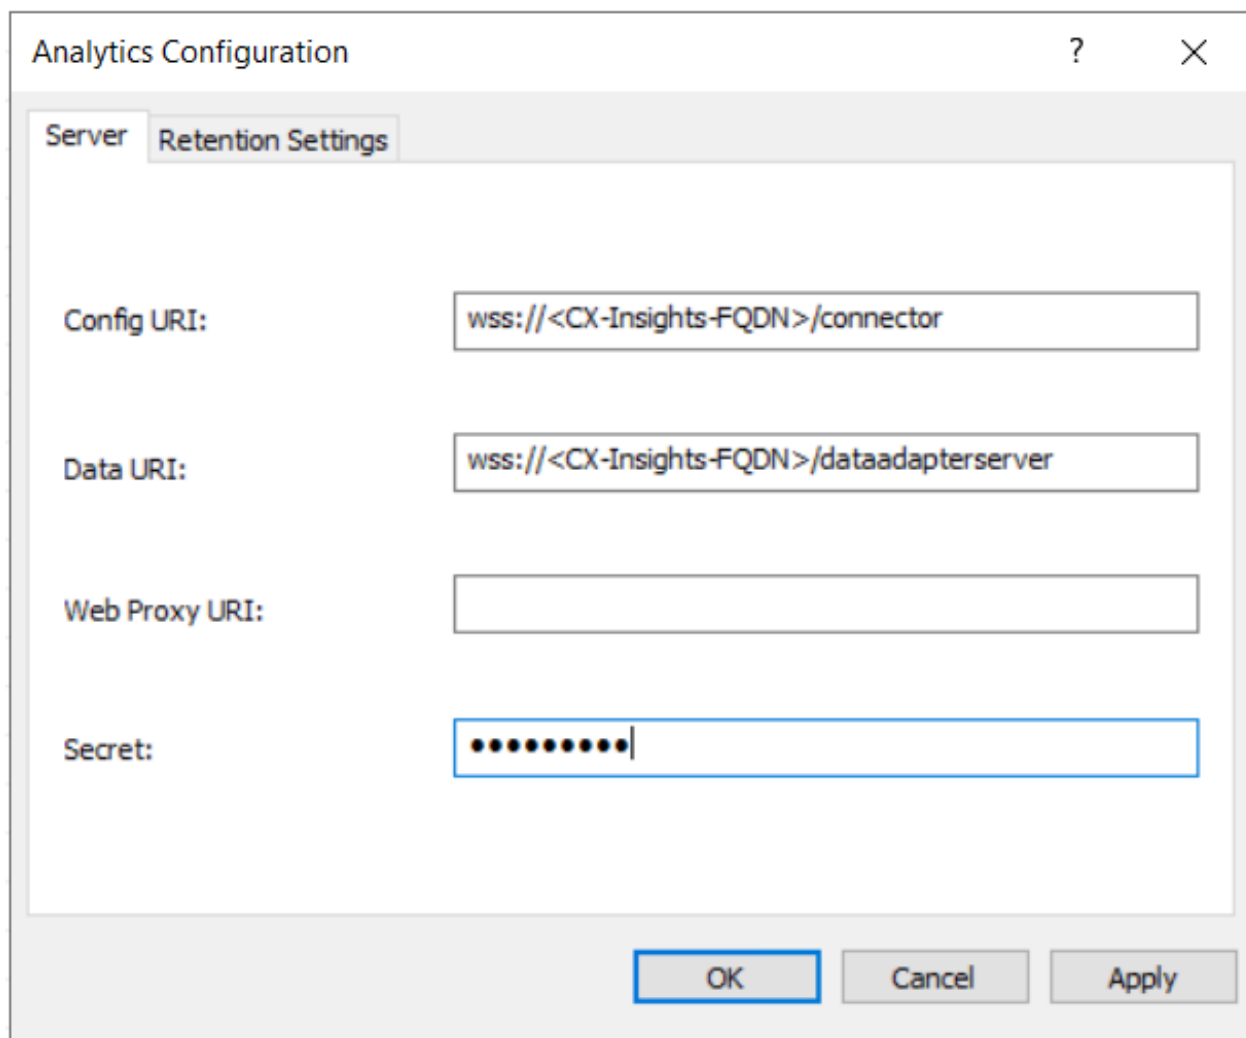 Analytics Configuration ?
Server Retention Settings
Config URI: wss://<CX-Insights-FQDN>/connector
Data URI: wss://<CX-Insights-FQDN>/dataadapterserver
Web Proxy URI:
Secret: •••••••••
OK Cancel Apply